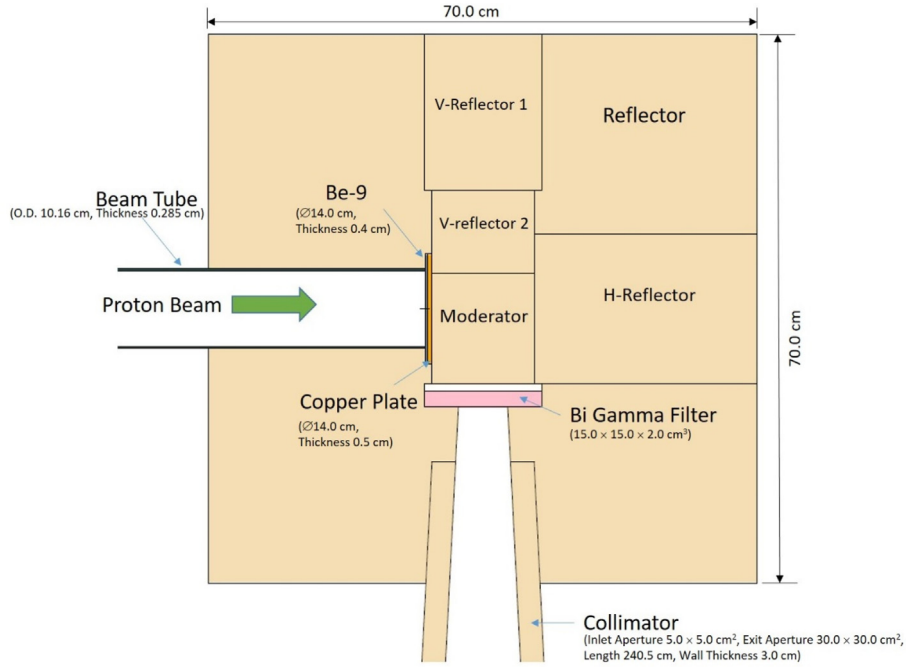 70.0 cm
V-Reflector 1
Reflector
Beam Tube
(O.D. 10.16 cm, Thickness 0.285 cm)
Be-9
(∅14.0 cm,
Thickness 0.4 cm)
V-reflector 2
Proton Beam
Moderator
H-Reflector
70.0 cm
Copper Plate
(∅14.0 cm,
Thickness 0.5 cm)
Bi Gamma Filter
(15.0 × 15.0 × 2.0 cm³)
Collimator
(Inlet Aperture 5.0 × 5.0 cm², Exit Aperture 30.0 × 30.0 cm²,
Length 240.5 cm, Wall Thickness 3.0 cm)